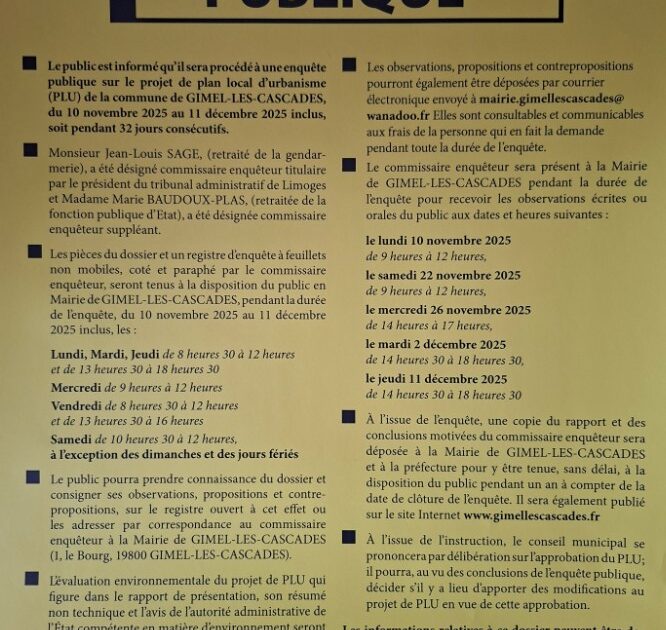 PUBLIQUE
Le public est informé qu'il sera procédé à une enquête
publique sur le projet de plan local d'urbanisme
(PLU) de la commune de GIMEL-LES-CASCADES,
du 10 novembre 2025 au 11 décembre 2025 inclus,
soit pendant 32 jours consécutifs.
Monsieur Jean-Louis SAGE, (retraité de la gendar-
merie), a été désigné commissaire enquêteur titulaire
par le président du tribunal administratif de Limoges
et Madame Marie BAUDOUX-PLAS, (retraitée de la
fonction publique d'Etat), a été désignée commissaire
enquêteur suppléant.
Les pièces du dossier et un registre d'enquête à feuillets
non mobiles, coté et paraphé par le commissaire
enquêteur, seront tenus à la disposition du public en
Mairie de GIMEL-LES-CASCADES, pendant la durée
de l'enquête, du 10 novembre 2025 au 11 décembre
2025 inclus, les :
Lundi, Mardi, Jeudi de 8 heures 30 à 12 heures
et de 13 heures 30 à 18 heures 30
Mercredi de 9 heures à 12 heures
Vendredi de 8 heures 30 à 12 heures
et de 13 heures 30 à 16 heures
Samedi de 10 heures 30 à 12 heures,
à l'exception des dimanches et des jours fériés
Le public pourra prendre connaissance du dossier et
consigner ses observations, propositions et contre-
propositions, sur le registre ouvert à cet effet ou
les adresser par correspondance au commissaire
enquêteur à la Mairie de GIMEL-LES-CASCADES
(1, le Bourg, 19800 GIMEL-LES-CASCADES).
L'évaluation environnementale du projet de PLU qui
figure dans le rapport de présentation, son résumé
non technique et l'avis de l'autorité administrative de
l'État compétente en matière d'environnement seront
Les observations, propositions et contrepropositions
pourront également être déposées par courrier
électronique envoyé à mairie.gimellescascades@
wanadoo.fr Elles sont consultables et communicables
aux frais de la personne qui en fait la demande
pendant toute la durée de l'enquête.
Le commissaire enquêteur sera présent à la Mairie
de GIMEL-LES-CASCADES pendant la durée de
l'enquête pour recevoir les observations écrites ou
orales du public aux dates et heures suivantes :
le lundi 10 novembre 2025
de 9 heures à 12 heures,
le samedi 22 novembre 2025
de 9 heures à 12 heures,
le mercredi 26 novembre 2025
de 14 heures à 17 heures,
le mardi 2 décembre 2025
de 14 heures 30 à 18 heures 30,
le jeudi 11 décembre 2025
de 14 heures 30 à 18 heures 30
À l'issue de l'enquête, une copie du rapport et des
conclusions motivées du commissaire enquêteur sera
déposée à la Mairie de GIMEL-LES-CASCADES
et à la préfecture pour y être tenue, sans délai, à la
disposition du public pendant un an à compter de la
date de clôture de l'enquête. Il sera également publié
sur le site Internet www.gimellescascades.fr
À l'issue de l'instruction, le conseil municipal se
prononcera par délibération sur l'approbation du PLU;
il pourra, au vu des conclusions de l'enquête publique,
décider s'il y a lieu d'apporter des modifications au
projet de PLU en vue de cette approbation.
Les informations relatives à ce dossier peuvent être de-